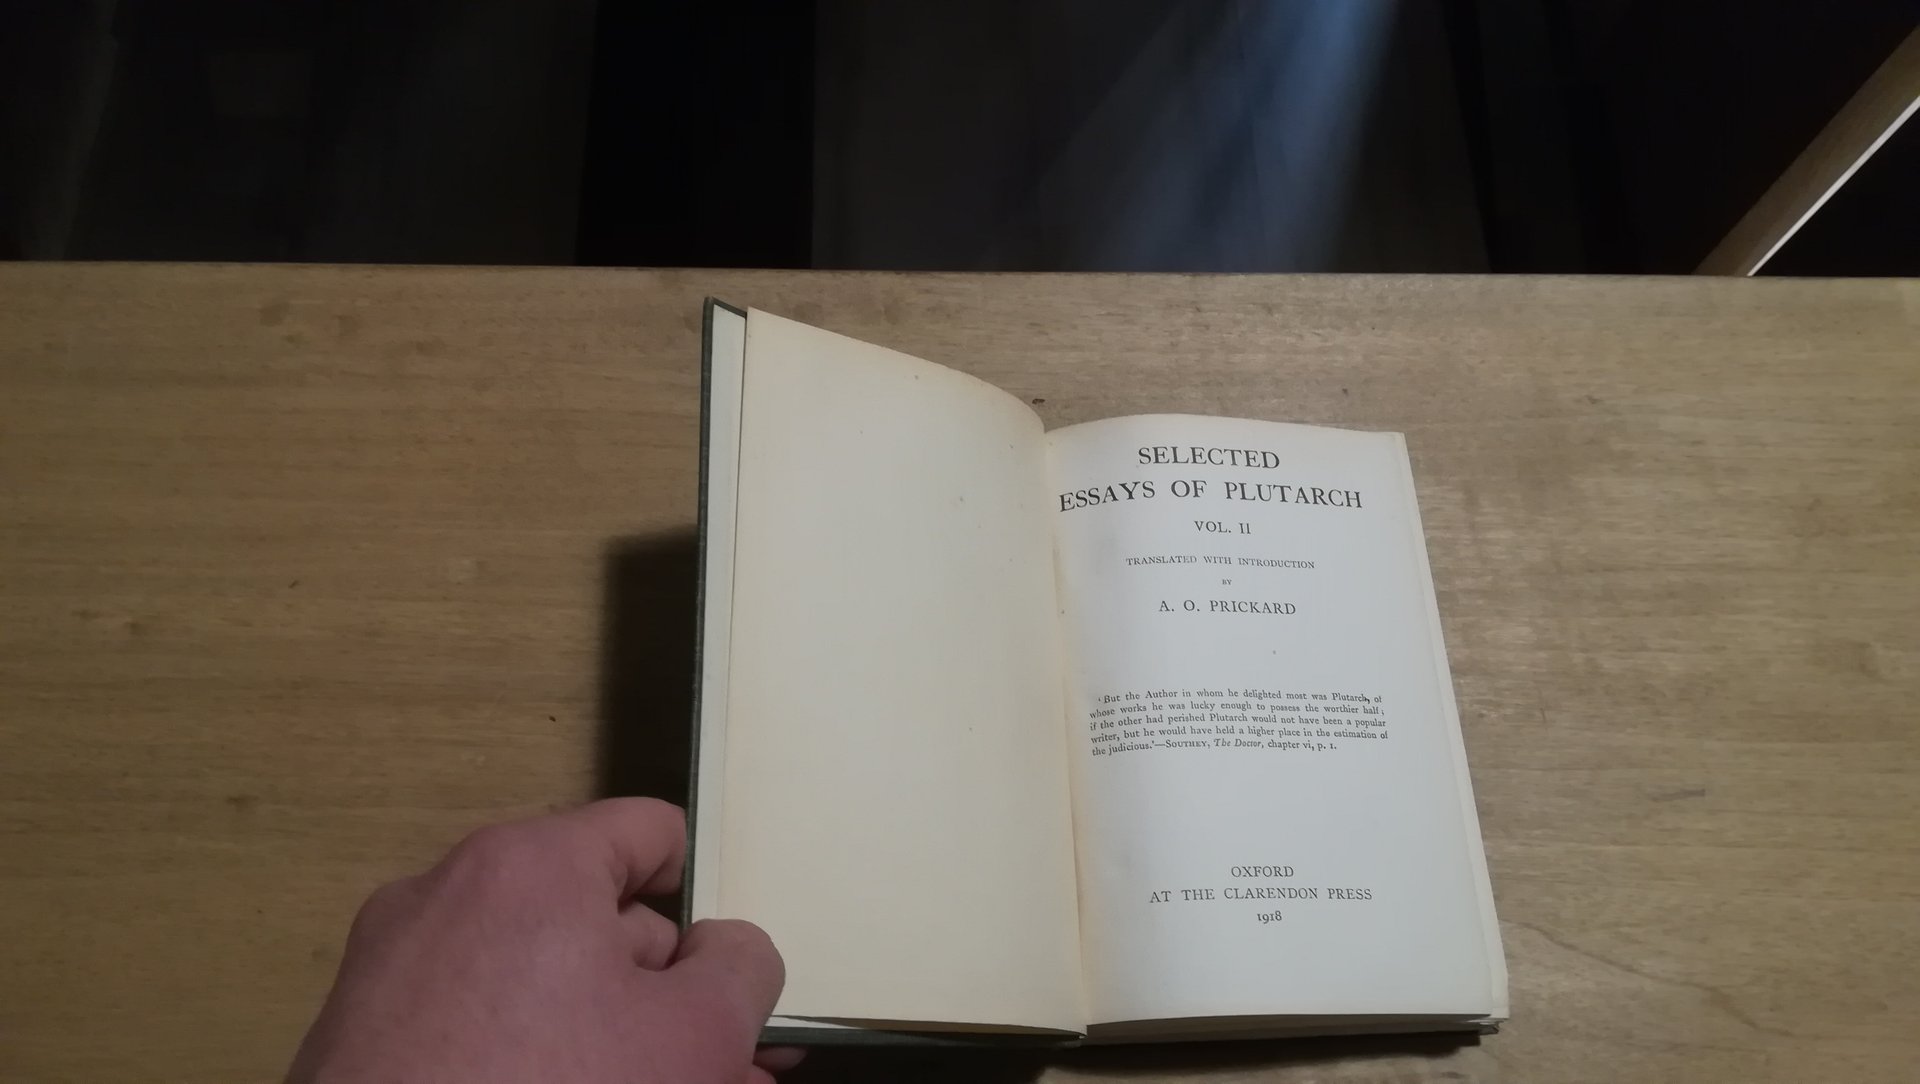 SELECTED
ESSAYS OF PLUTARCH
VOL. II
TRANSLATED WITH INTRODUCTION
BY
A. O. PRICKARD
‘But the Author in whom he delighted most was Plutarch, of
whose works he was lucky enough to possess the worthier half;
if the other had perished Plutarch would not have been a popular
writer, but he would have held a higher place in the estimation of
the judicious.’—SOUTHEY, The Doctor, chapter vi, p. 1.
OXFORD
AT THE CLARENDON PRESS
1918